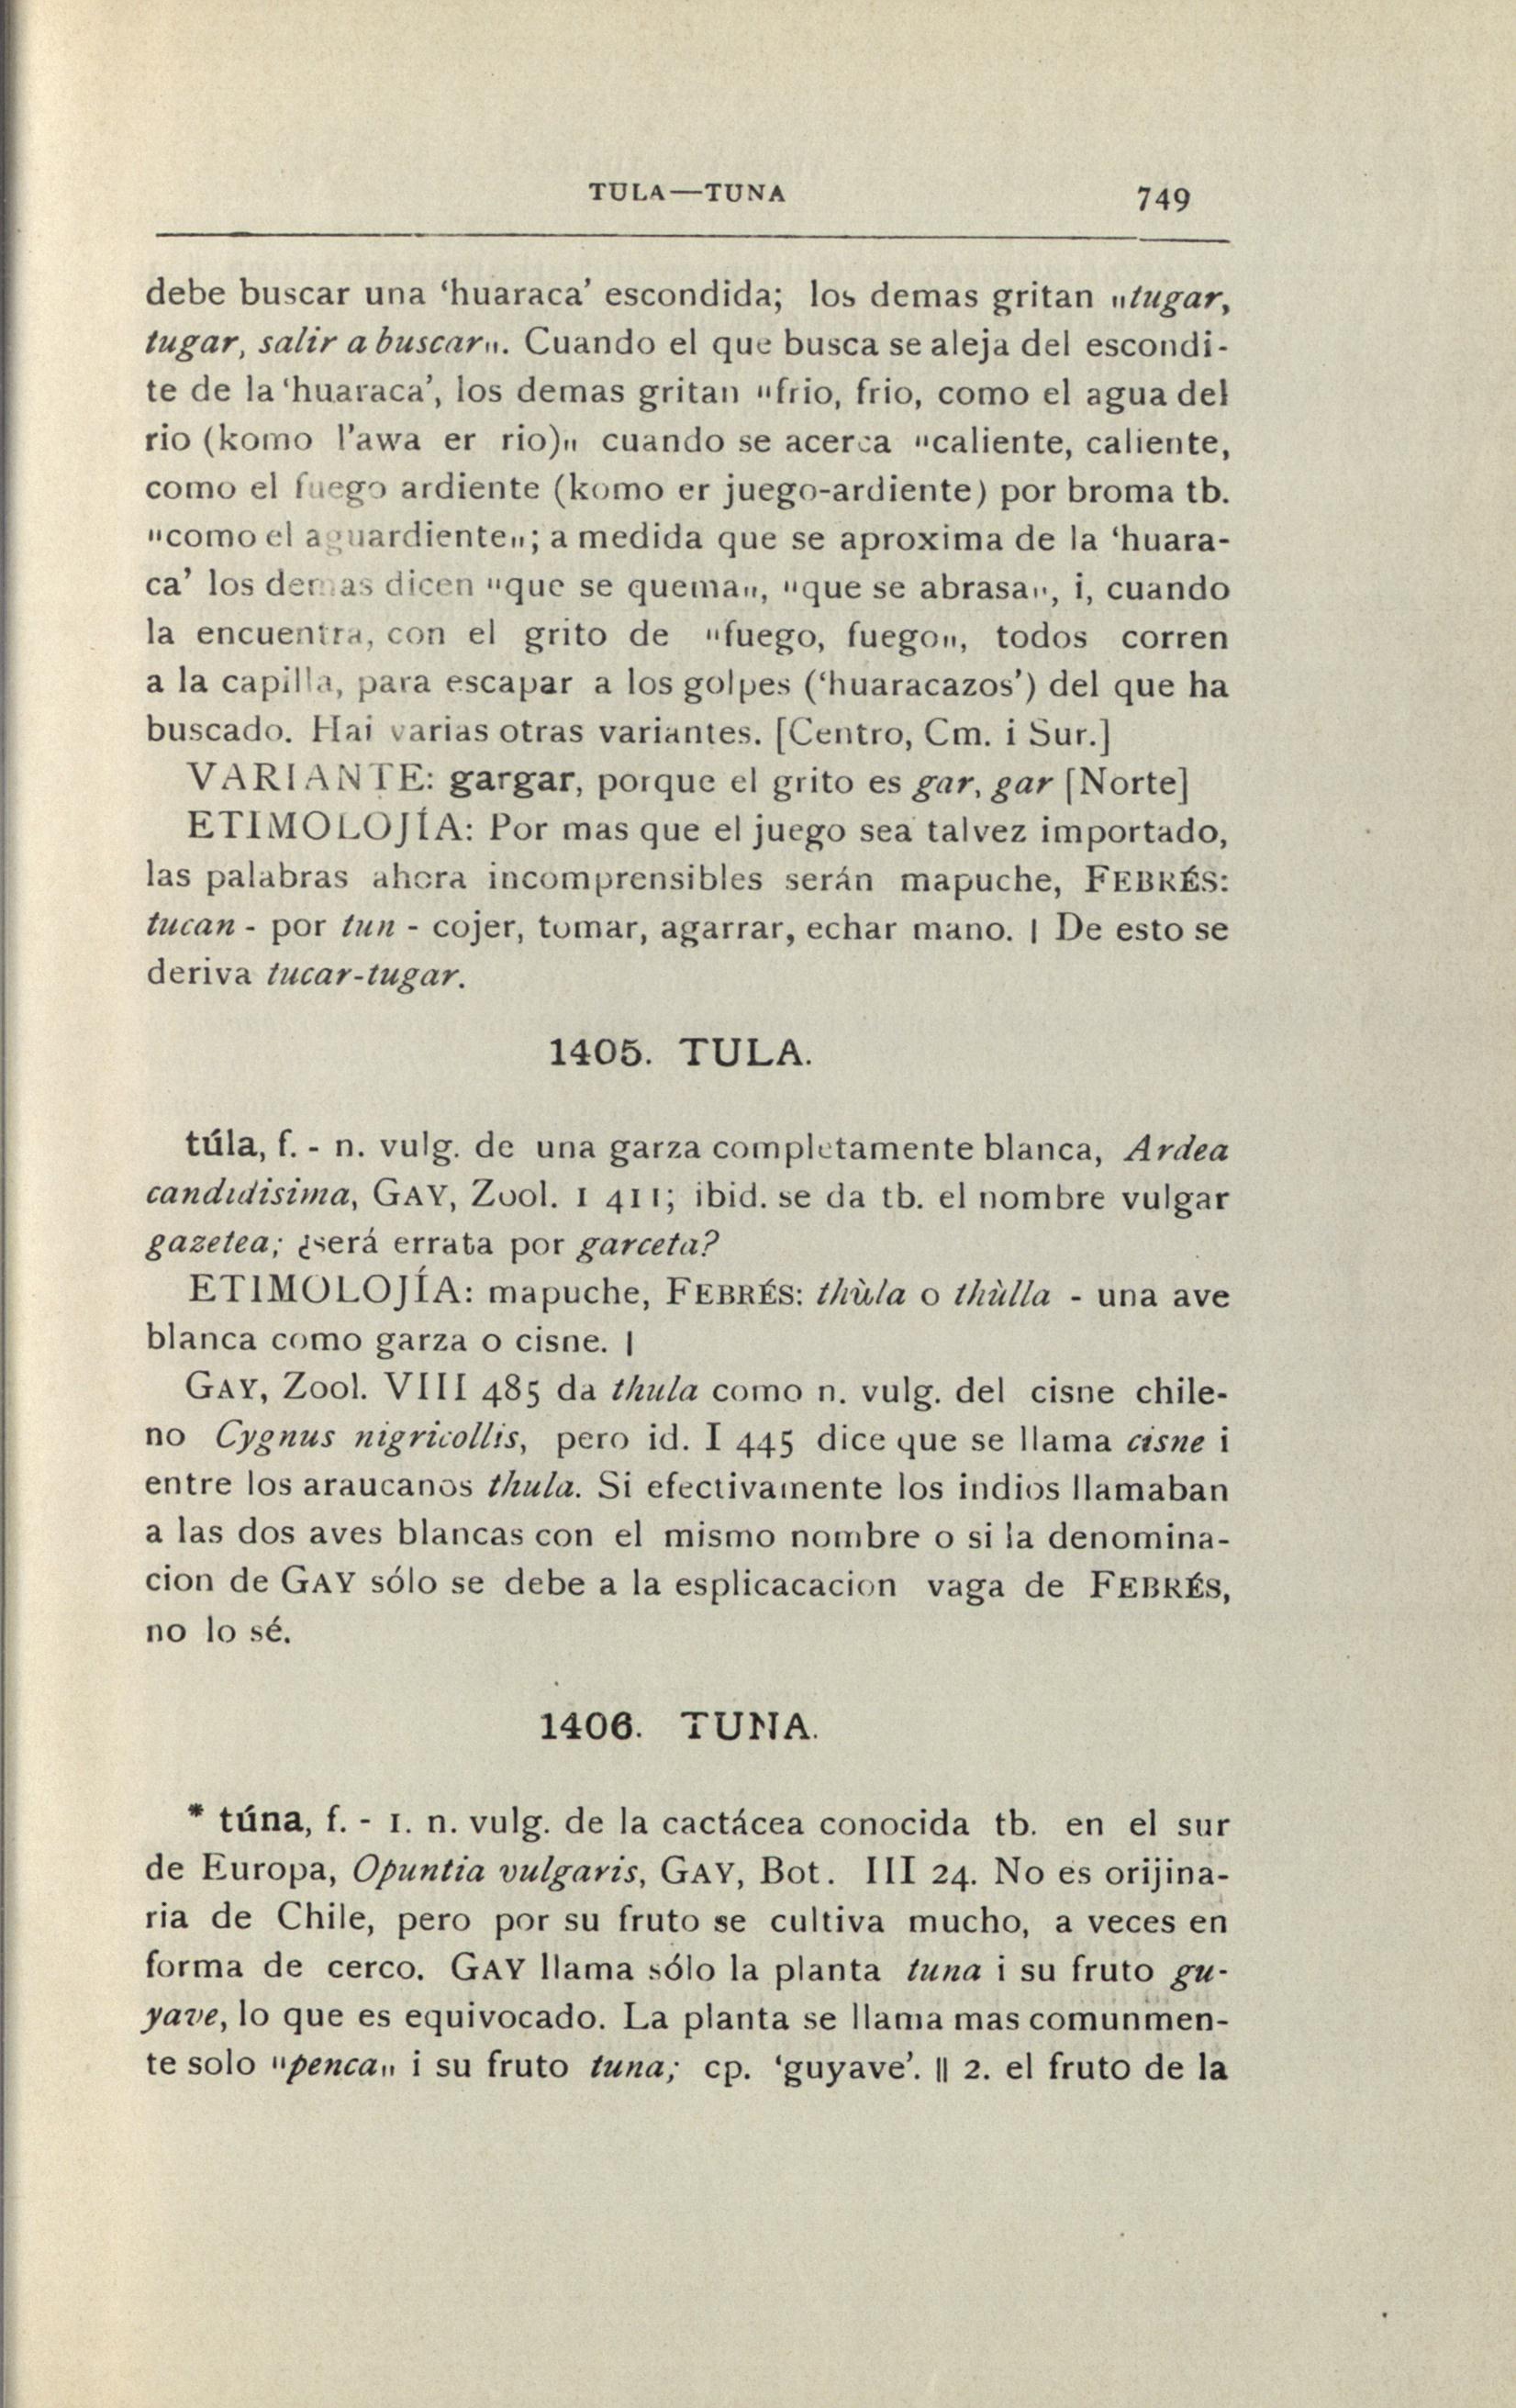 TULA—TUNA 749
debe buscar una ‘huaraca’ escondida; los demas gritan "tugar,
tugar, salir a buscar". Cuando el que busca se aleja del escondi-
te de la ‘huaraca’, los demas gritan "frio, frio, como el agua del
rio (komo l’awa er rio)" cuando se acerca "caliente, caliente,
como el fuego ardiente (komo er juego-ardiente) por broma tb.
"como el aguardiente"; a medida que se aproxima de la ‘huara-
ca’ los demas dicen "que se quema", "que se abrasa", i, cuando
la encuentra, con el grito de "fuego, fuego", todos corren
a la capilla, para escapar a los golpes (‘huaracazos’) del que ha
buscado. Hai varias otras variantes. [Centro, Cm. i Sur.]
VARIANTE: gargar, porque el grito es gar, gar [Norte]
ETIMOLOJÍA: Por mas que el juego sea talvez importado,
las palabras ahora incomprensibles serán mapuche, FEBRÉS:
tucan - por tun - cojer, tomar, agarrar, echar mano. | De esto se
deriva tucar-tugar.
1405. TULA.
túla, f. - n. vulg. de una garza completamente blanca, Ardea
candidisima, GAY, Zool. I 411; ibid. se da tb. el nombre vulgar
gazetea; ¿será errata por garceta?
ETIMOLOJÍA: mapuche, FEBRÉS: thùla o thùlla - una ave
blanca como garza o cisne. |
GAY, Zool. VIII 485 da thula como n. vulg. del cisne chile-
no Cygnus nigricollis, pero id. I 445 dice que se llama cisne i
entre los araucanos thula. Si efectivamente los indios llamaban
a las dos aves blancas con el mismo nombre o si la denomina-
cion de GAY sólo se debe a la esplicacacion vaga de FEBRÉS,
no lo sé.
1406. TUNA.
* túna, f. - 1. n. vulg. de la cactácea conocida tb. en el sur
de Europa, Opuntia vulgaris, GAY, Bot. III 24. No es orijina-
ria de Chile, pero por su fruto se cultiva mucho, a veces en
forma de cerco. GAY llama sólo la planta tuna i su fruto gu-
yave, lo que es equivocado. La planta se llama mas comunmen-
te solo "penca" i su fruto tuna; cp. ‘guyave’. || 2. el fruto de la